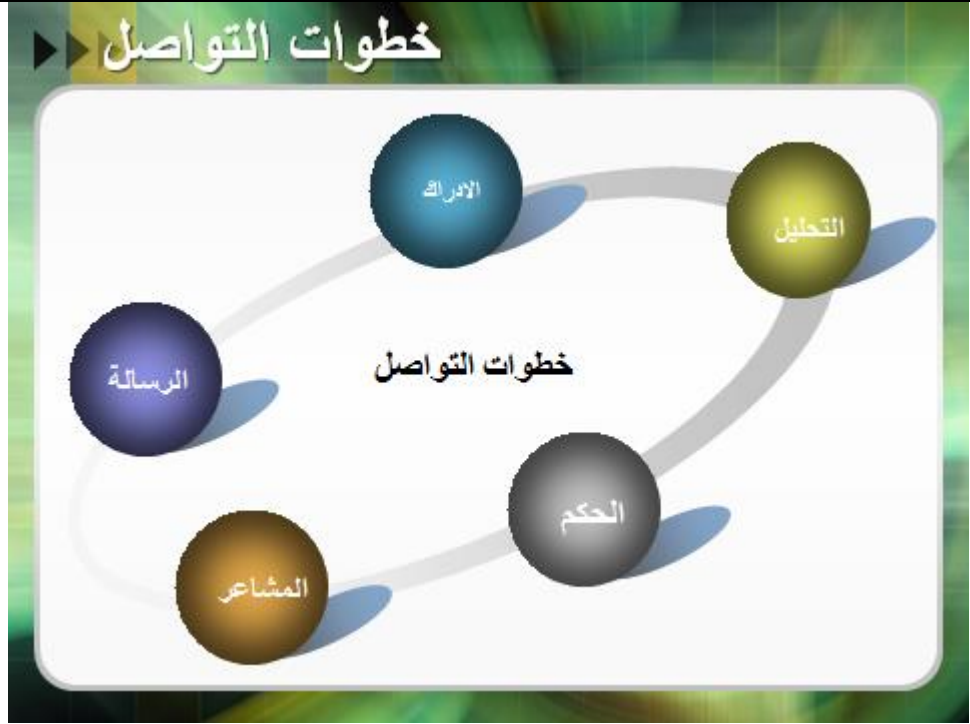 خطوات التواصل
الادراك
التحليل
الرسالة
خطوات التواصل
الحكم
المشاعر